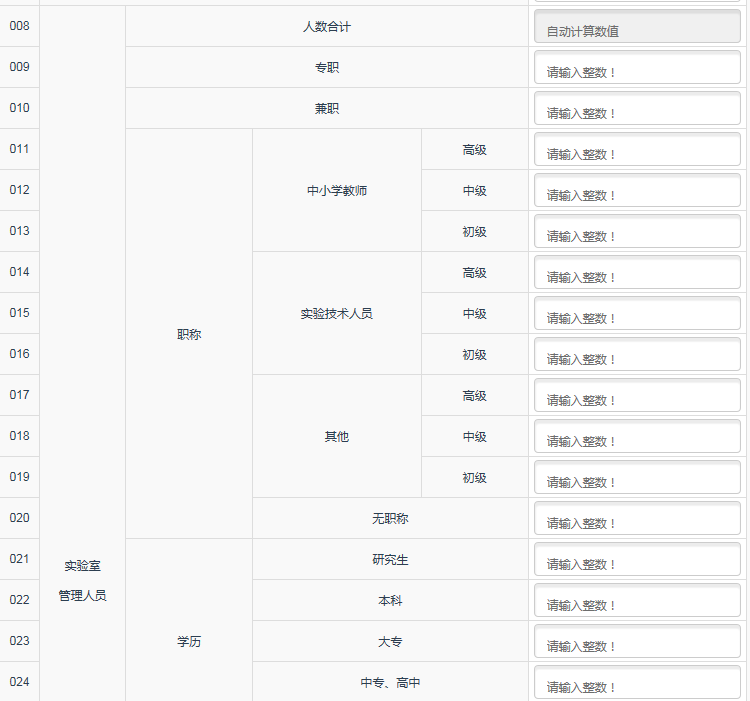 008 人数合计 自动计算数值
009 专职 请输入整数！
010 兼职 请输入整数！
011 高级 请输入整数！
012 中小学教师 中级 请输入整数！
013 初级 请输入整数！
014 高级 请输入整数！
015 实验技术人员 中级 请输入整数！
职称
016 初级 请输入整数！
017 高级 请输入整数！
018 其他 中级 请输入整数！
019 初级 请输入整数！
020 无职称 请输入整数！
021 研究生 请输入整数！
实验室
管理人员
022 本科 请输入整数！
023 学历 大专 请输入整数！
024 中专、高中 请输入整数！